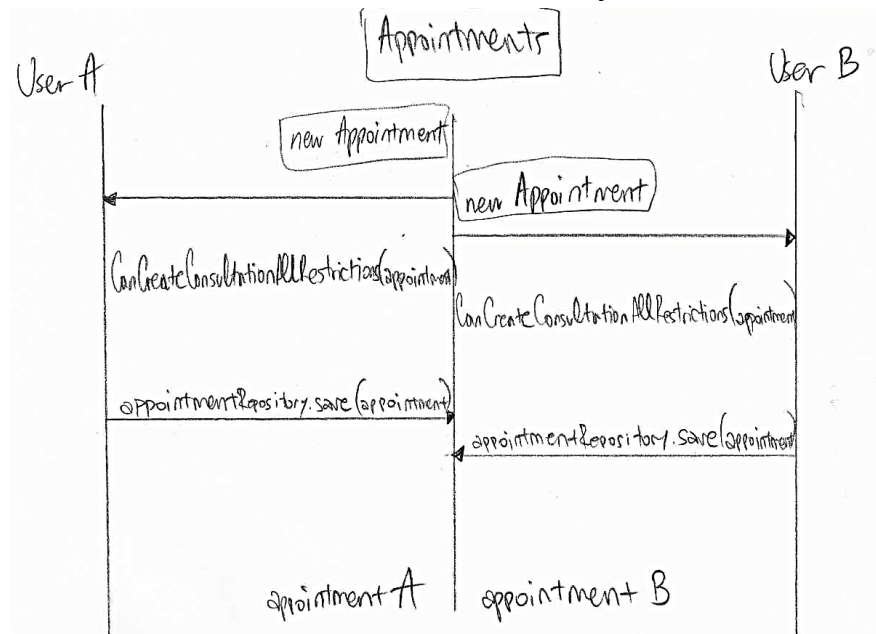 Appointments
User A
User B
new Appointment
new Appointment
CanCreateConsultationAllRestrictions(appointment)
CanCreateConsultationAllRestrictions(appointment
appointmentRepository.save(appointment)
appointmentRepository.save(appointment)
appointment A
appointment B